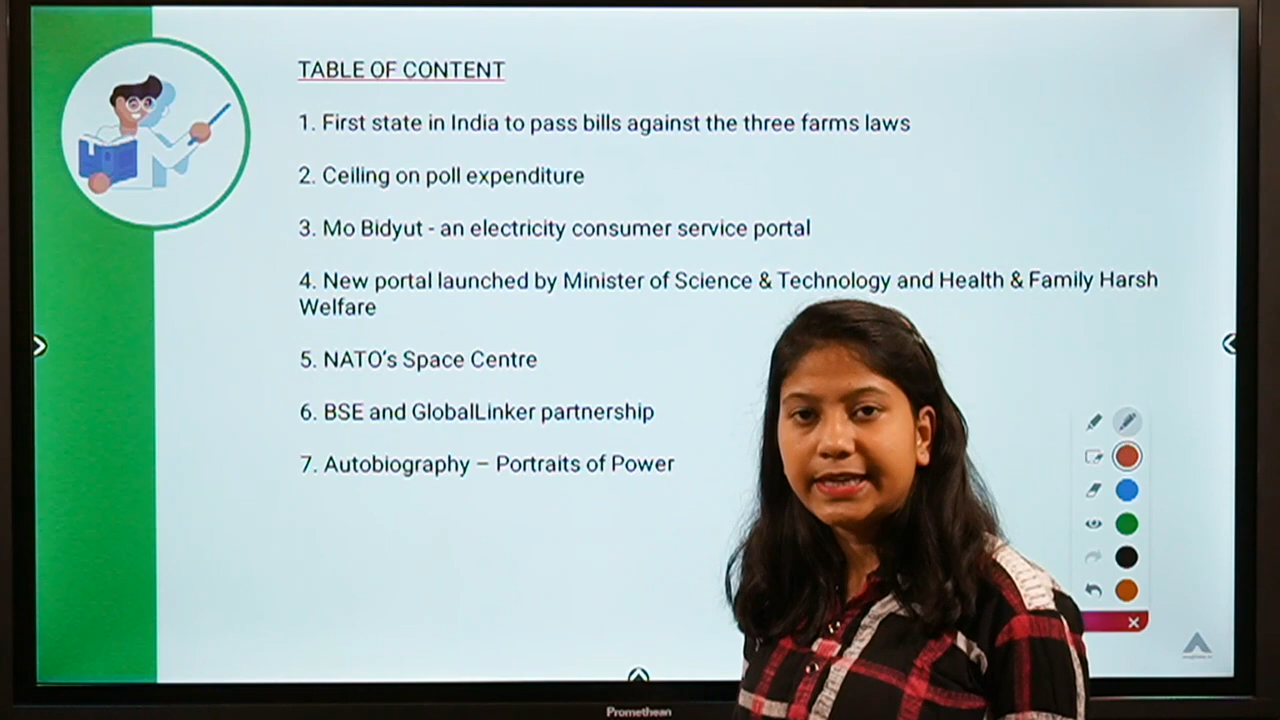 TABLE OF CONTENT
1. First state in India to pass bills against the three farms laws
2. Ceiling on poll expenditure
3. Mo Bidyut - an electricity consumer service portal
4. New portal launched by Minister of Science & Technology and Health & Family Harsh
Welfare
5. NATO's Space Centre
6. BSE and GlobalLinker partnership
7. Autobiography – Portraits of Power
Promethean